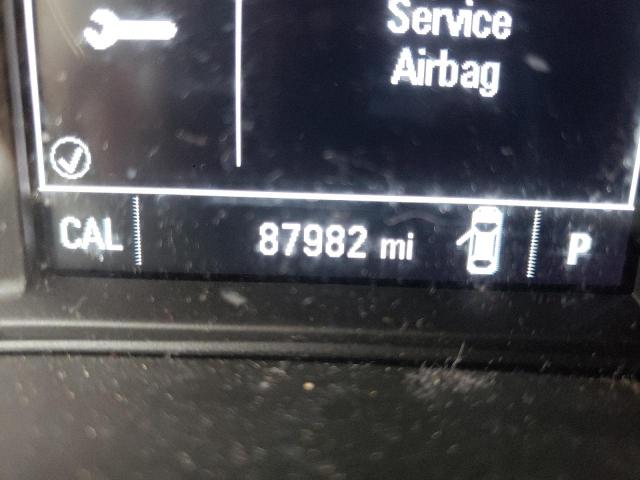 Service
Airbag
CAL
87982 mi
P